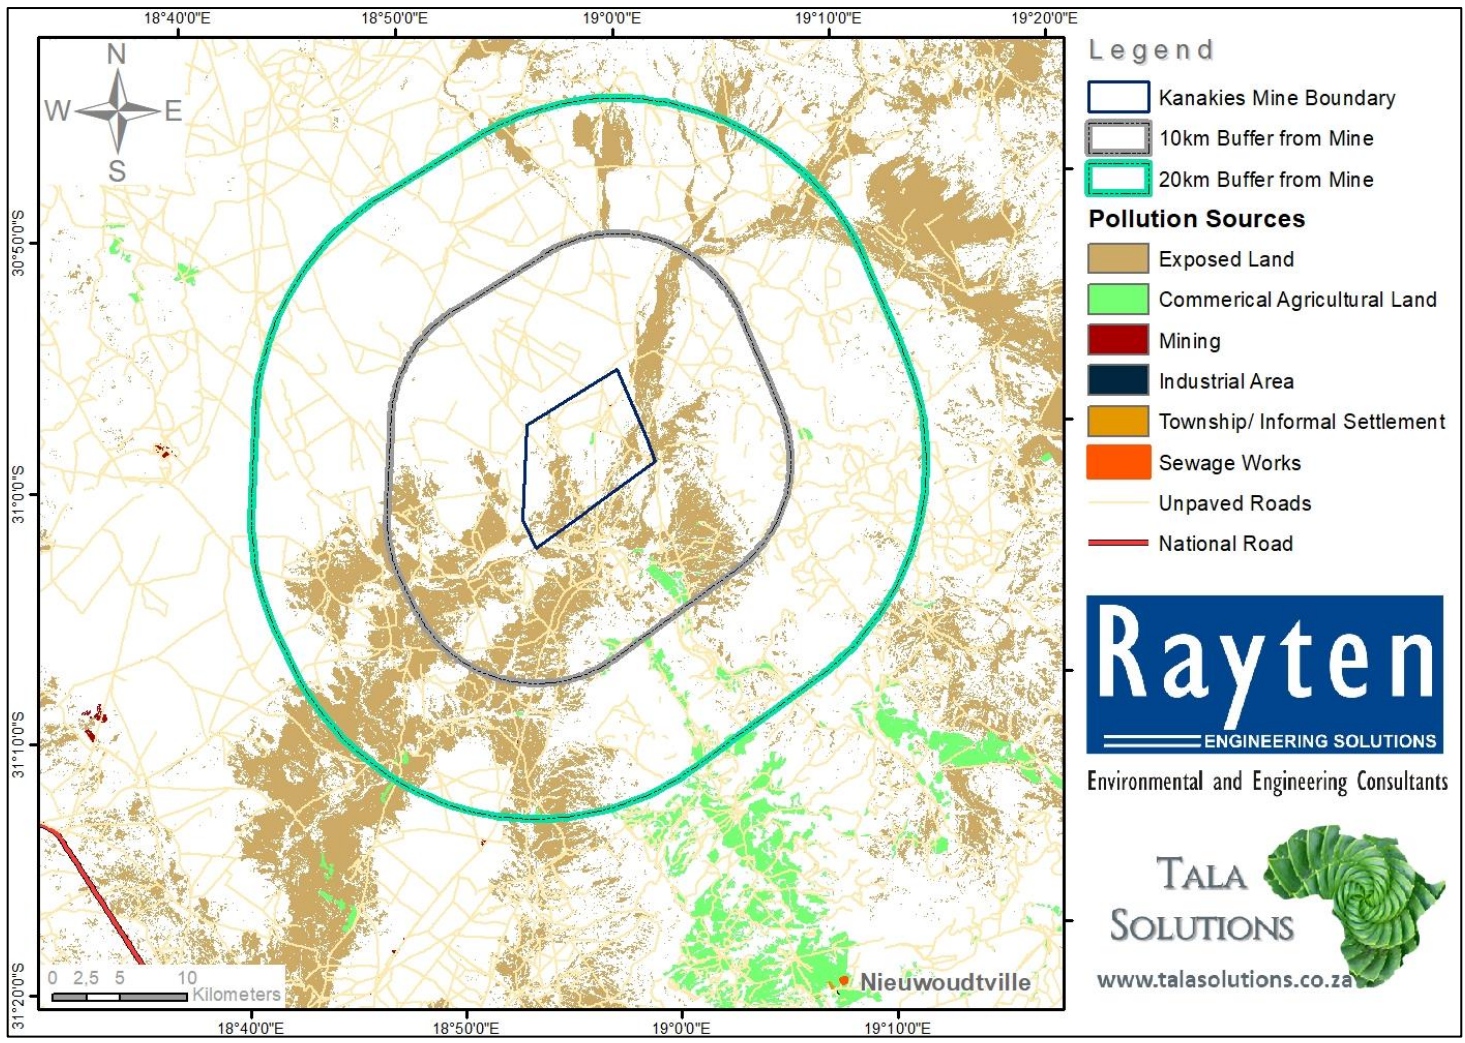 18°40'0"E 18°50'0"E 19°0'0"E 19°10'0"E 19°20'0"E
N
W E
S
30°50'0"S
31°0'0"S
31°10'0"S
31°20'0"S
0 2,5 5 10
Kilometers
Nieuwoudtville
18°40'0"E 18°50'0"E 19°0'0"E 19°10'0"E
Legend
Kanakies Mine Boundary
10km Buffer from Mine
20km Buffer from Mine
Pollution Sources
Exposed Land
Commerical Agricultural Land
Mining
Industrial Area
Township/ Informal Settlement
Sewage Works
Unpaved Roads
National Road
Rayten
ENGINEERING SOLUTIONS
Environmental and Engineering Consultants
TALA
SOLUTIONS
www.talasolutions.co.za